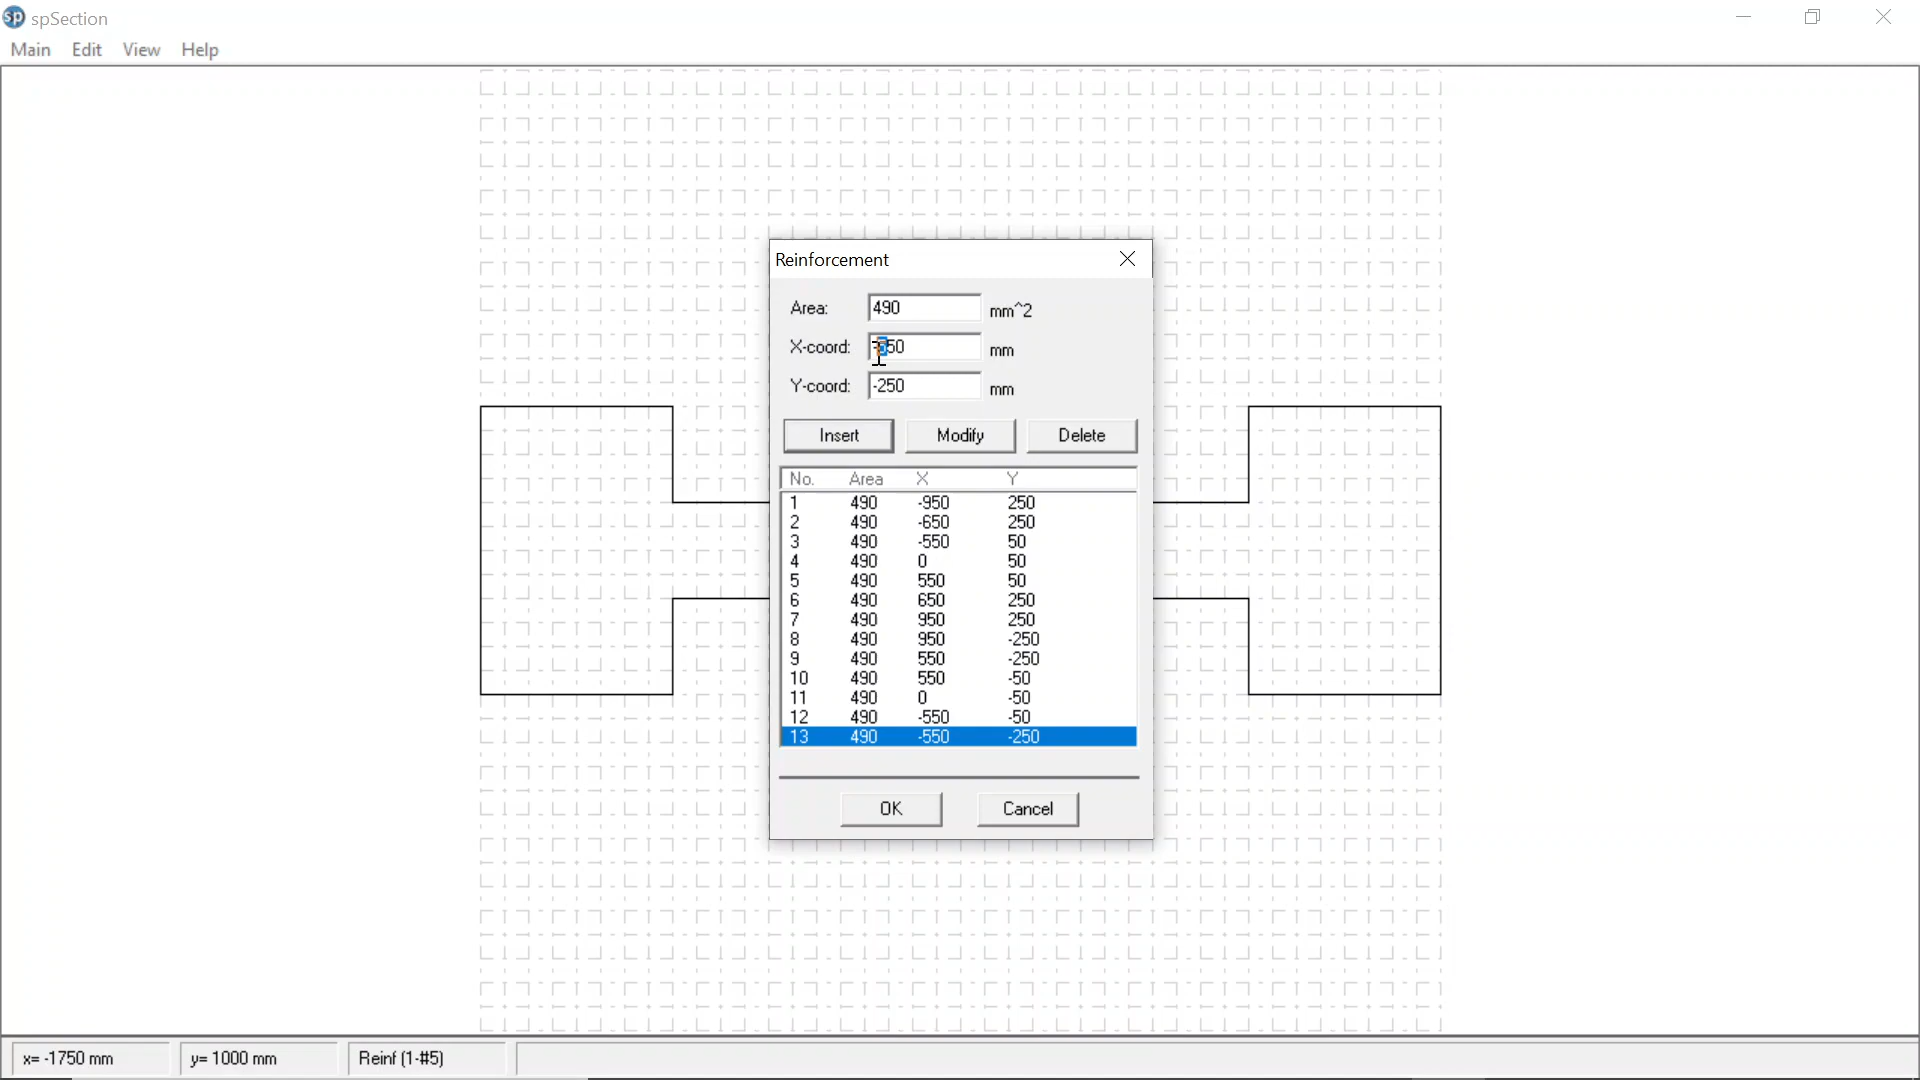 sp spSection
Main Edit View Help
Reinforcement
Area: 490 mm^2
X-coord: -550 mm
Y-coord: -250 mm
Insert Modify Delete
No. Area X Y
1 490 -950 250
2 490 -650 250
3 490 -550 50
4 490 0 50
5 490 550 50
6 490 650 250
7 490 950 250
8 490 950 -250
9 490 550 -250
10 490 550 -50
11 490 0 -50
12 490 -550 -50
13 490 -550 -250
OK Cancel
x= -1750 mm y= 1000 mm Reinf (1-#5)